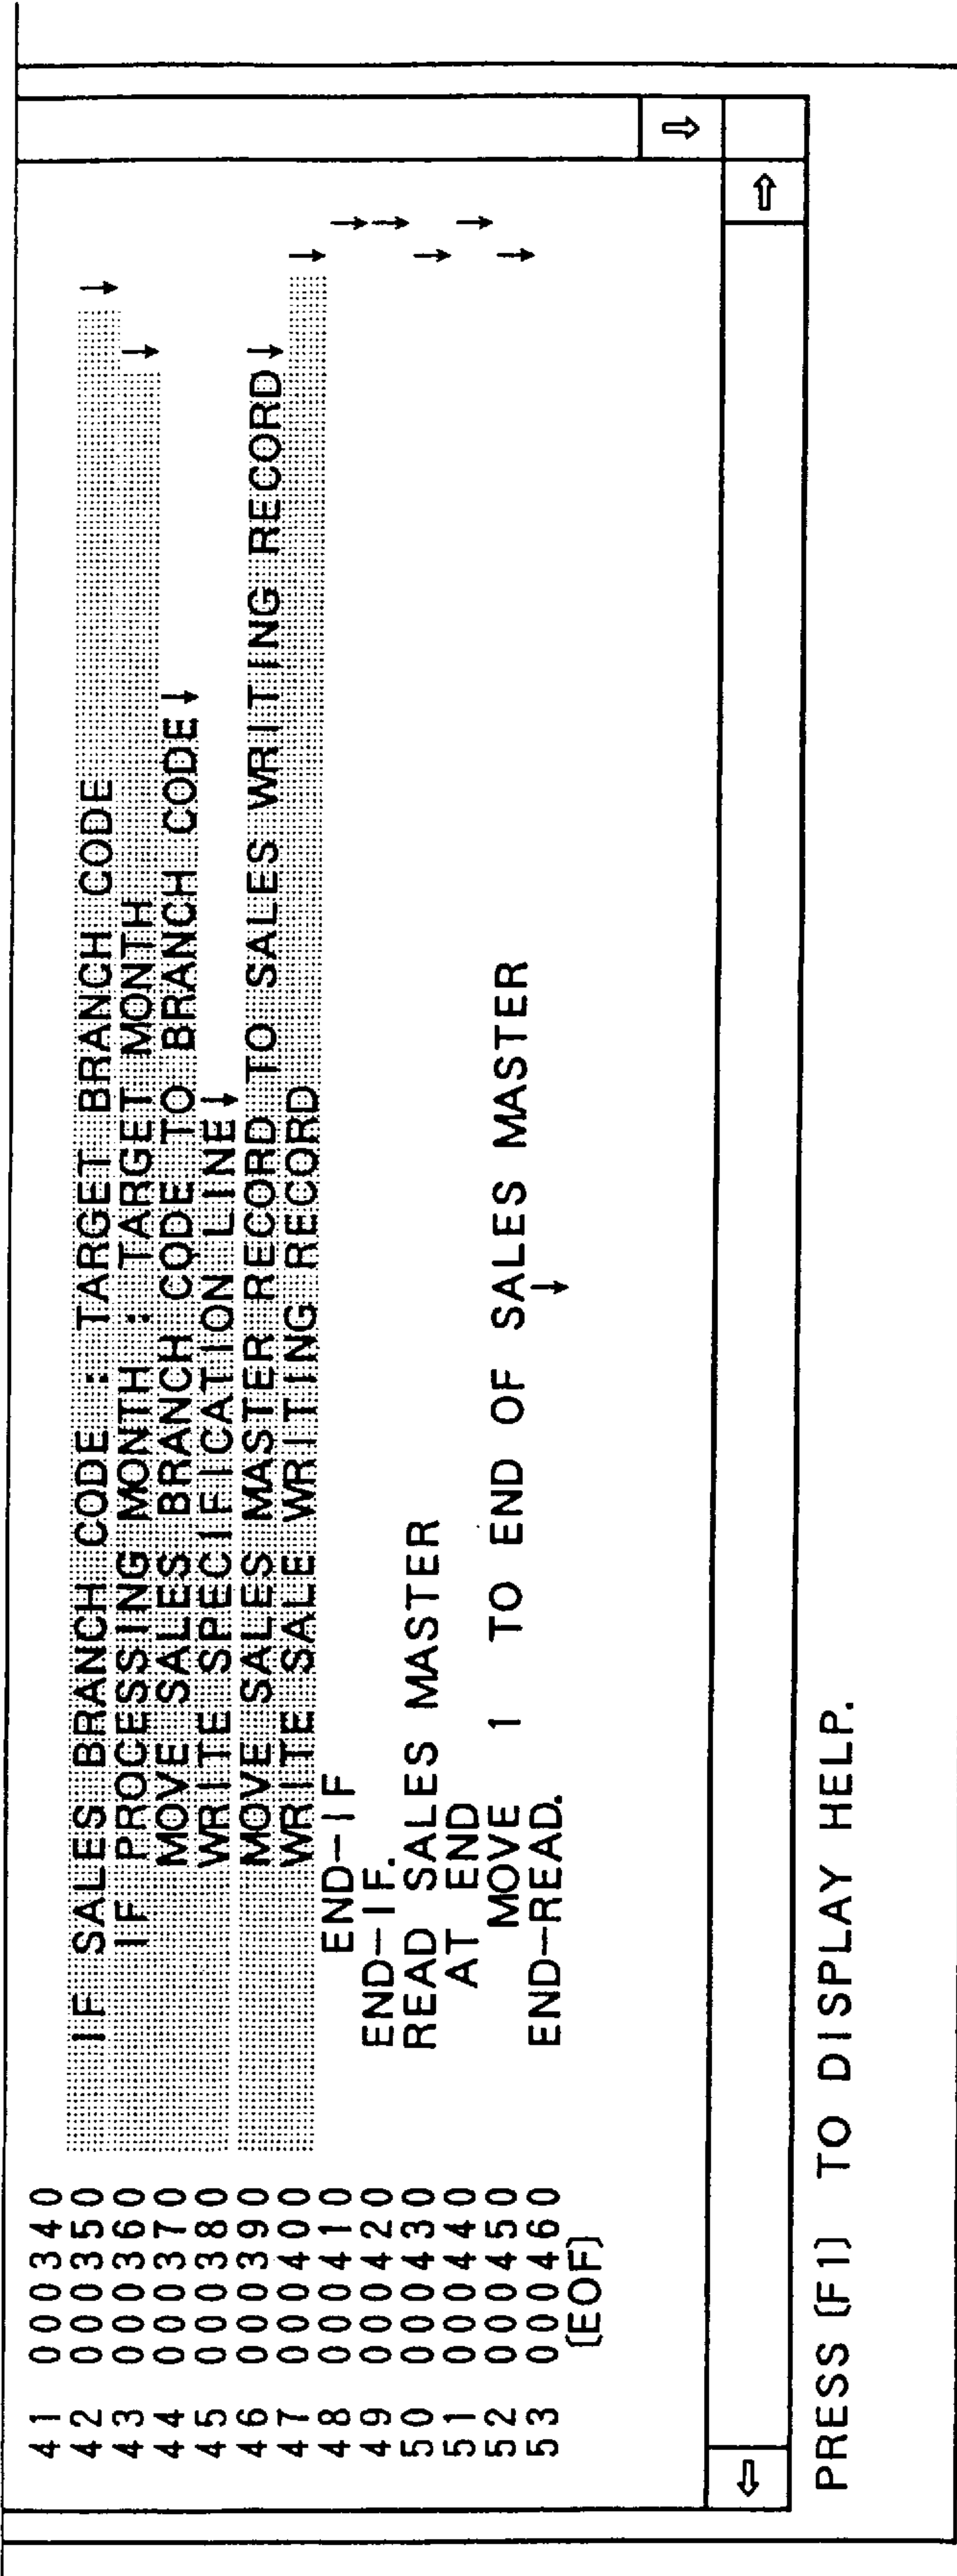 41 000340
42 000350 IF SALES BRANCH CODE : TARGET BRANCH CODE ↓
43 000360 IF PROCESSING MONTH : TARGET MONTH ↓
44 000370 MOVE SALES BRANCH CODE TO BRANCH CODE↓
45 000380 WRITE SPECIFICATION LINE↓
46 000390 MOVE SALES MASTER RECORD TO SALES WRITING RECORD↓
47 000400 WRITE SALE WRITING RECORD ↓
48 000410 END-IF ↓
49 000420 END-IF. ↓
50 000430 READ SALES MASTER ↓
51 000440 AT END ↓
52 000450 MOVE 1 TO END OF SALES MASTER ↓
53 000460 END-READ. ↓
[EOF]
PRESS [F1] TO DISPLAY HELP.